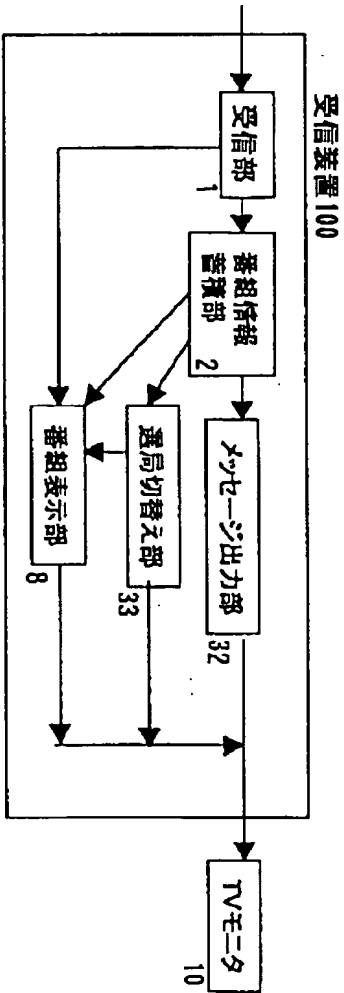 受信装置100
受信部
1
番組情報
蓄積部
2
メッセージ出力部
32
選局切替え部
33
番組表示部
8
TVモニタ
10